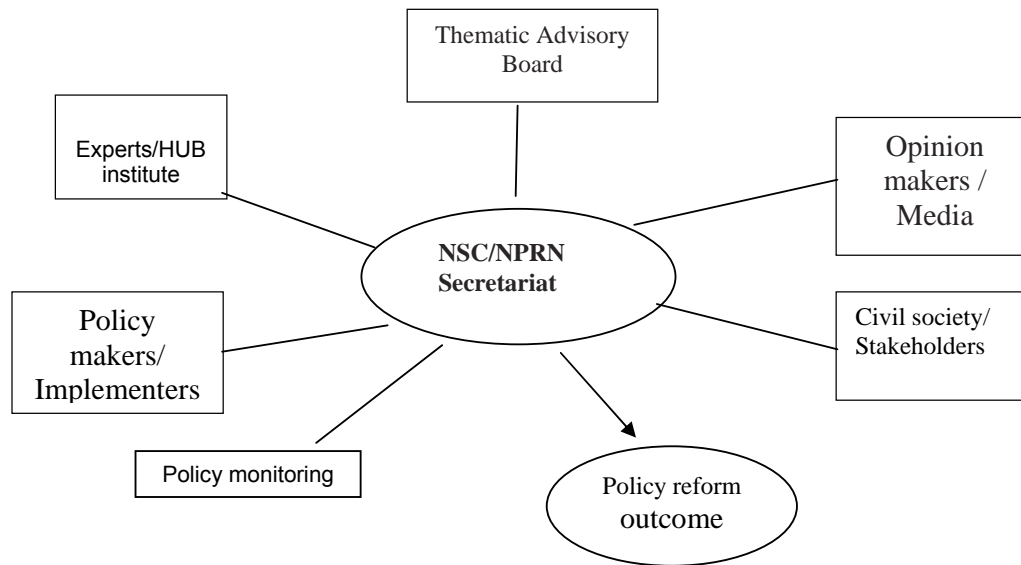 Thematic Advisory
Board
Experts/HUB
institute
Opinion
makers /
Media
NSC/NPRN
Secretariat
Policy
makers/
Implementers
Civil society/
Stakeholders
Policy monitoring
Policy reform
outcome